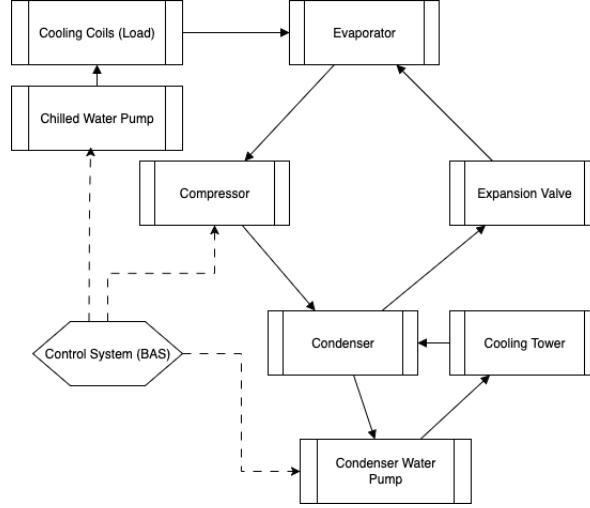 Cooling Coils (Load)
Evaporator
Chilled Water Pump
Compressor
Expansion Valve
Control System (BAS)
Condenser
Cooling Tower
Condenser Water
Pump